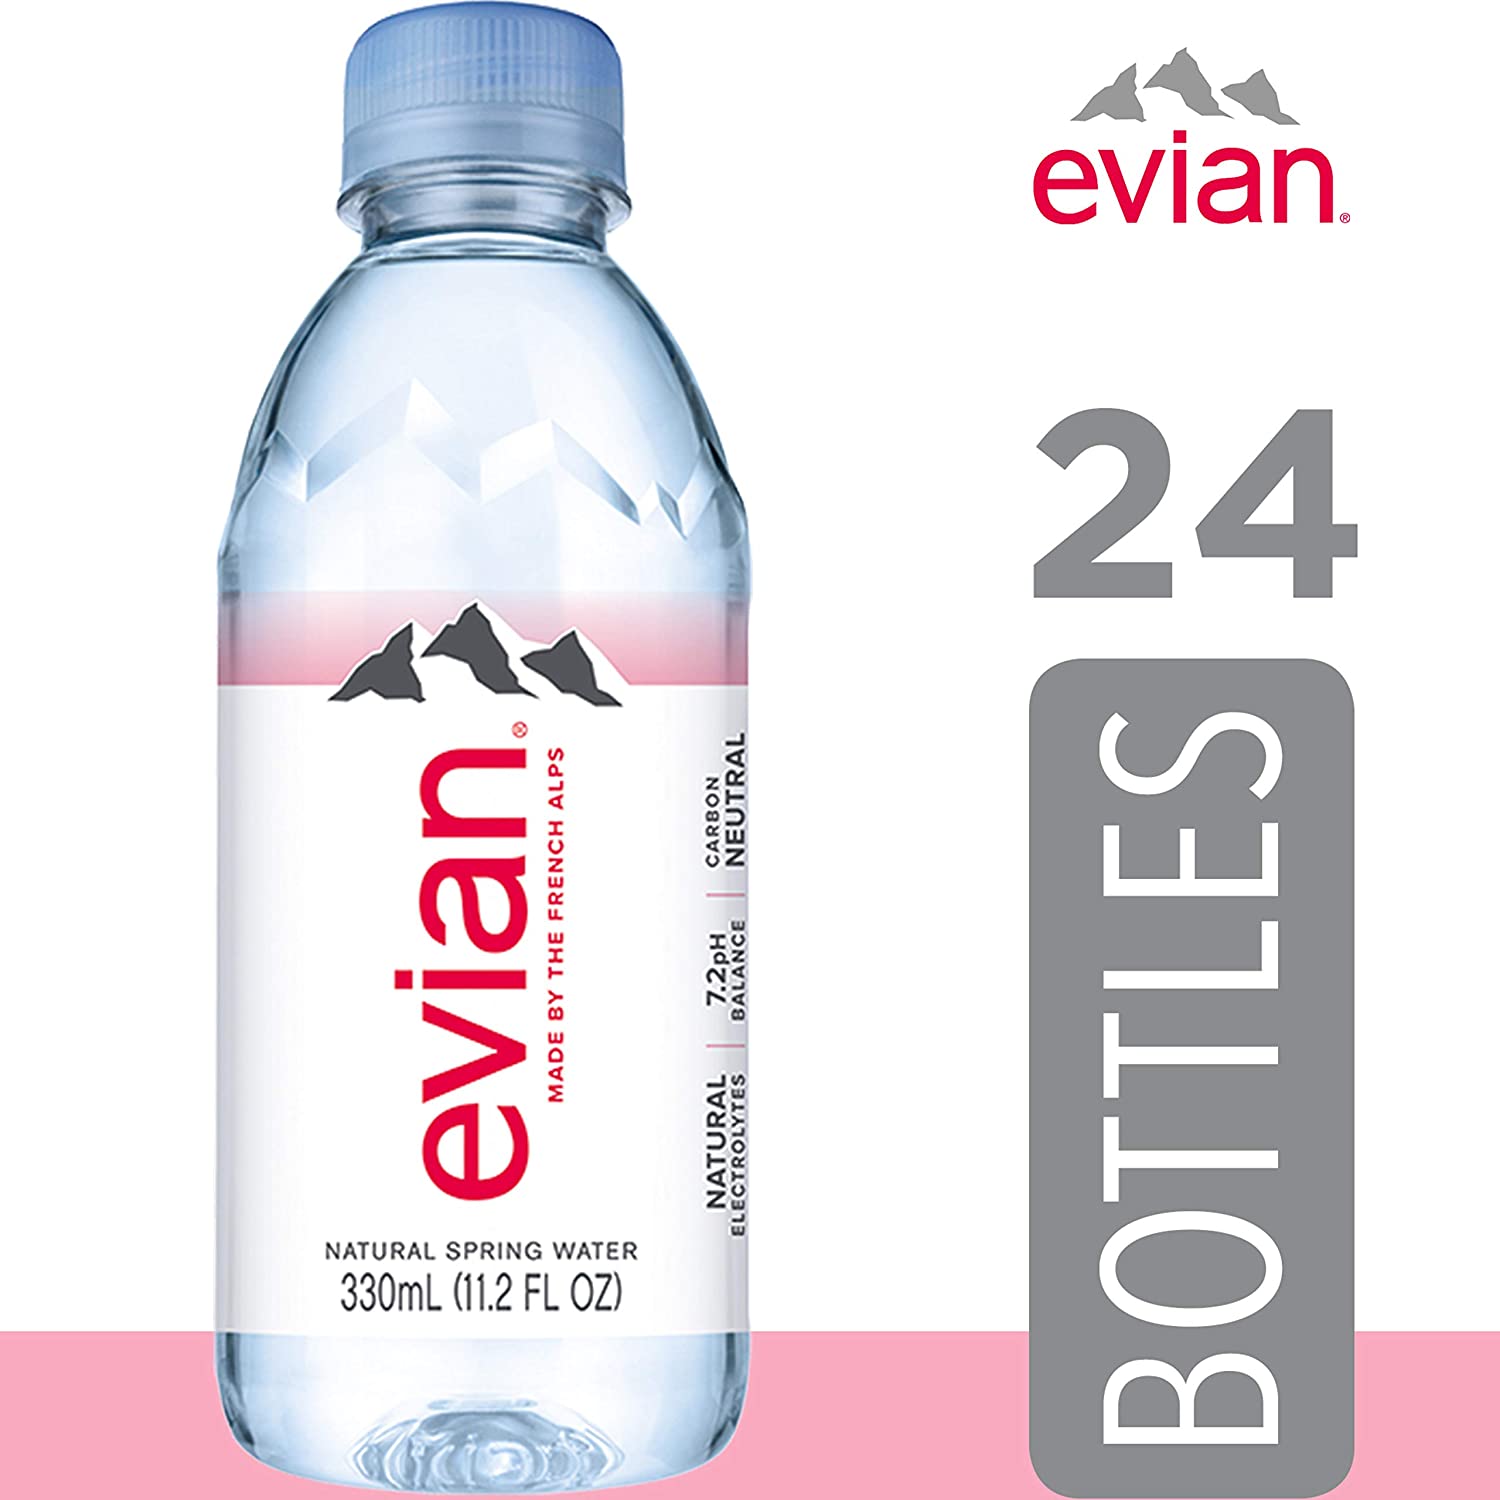 evian®
MADE BY THE FRENCH ALPS
NATURAL
ELECTROLYTES
7.2pH
BALANCE
CARBON
NEUTRAL
NATURAL SPRING WATER
330mL (11.2 FL OZ)
evian®
24
BOTTLES